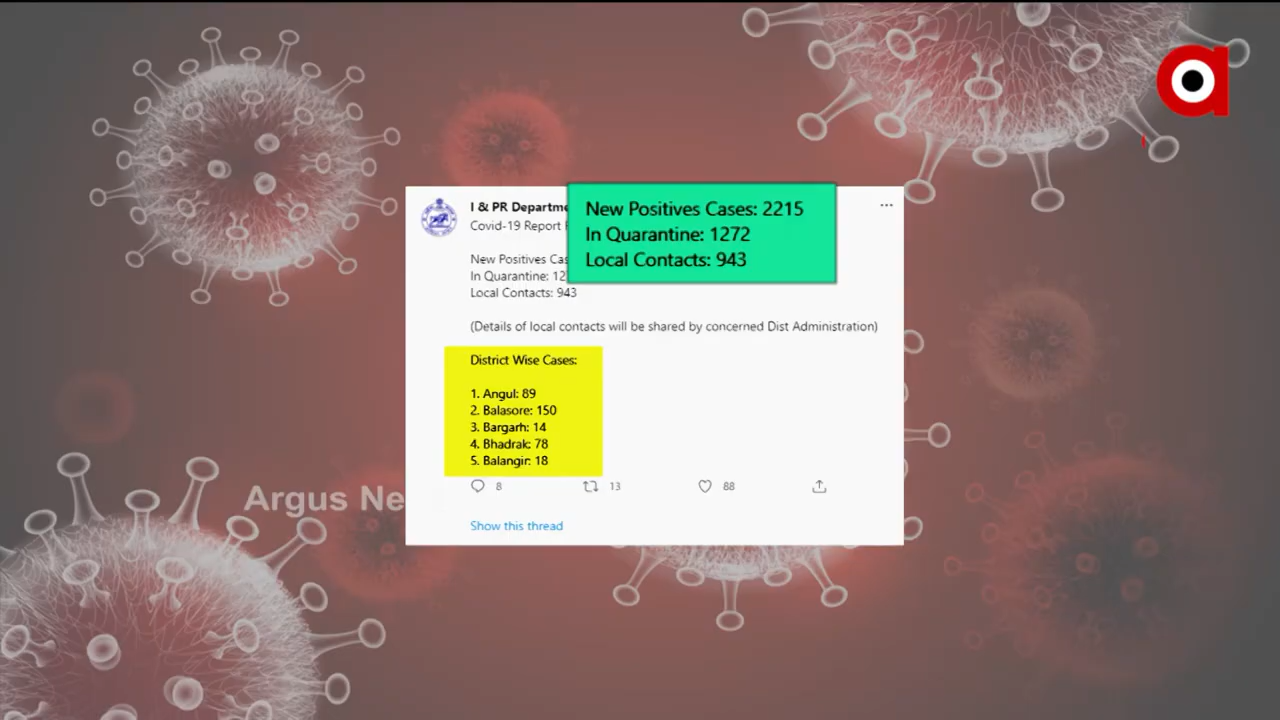 I & PR Departme
Covid-19 Report
New Positives Cases: 2215
In Quarantine: 1272
Local Contacts: 943
New Positives Cas
In Quarantine: 12
Local Contacts: 943
(Details of local contacts will be shared by concerned Dist Administration)
District Wise Cases:
1. Angul: 89
2. Balasore: 150
3. Bargarh: 14
4. Bhadrak: 78
5. Balangir: 18
8 13 88
Argus Ne
Show this thread